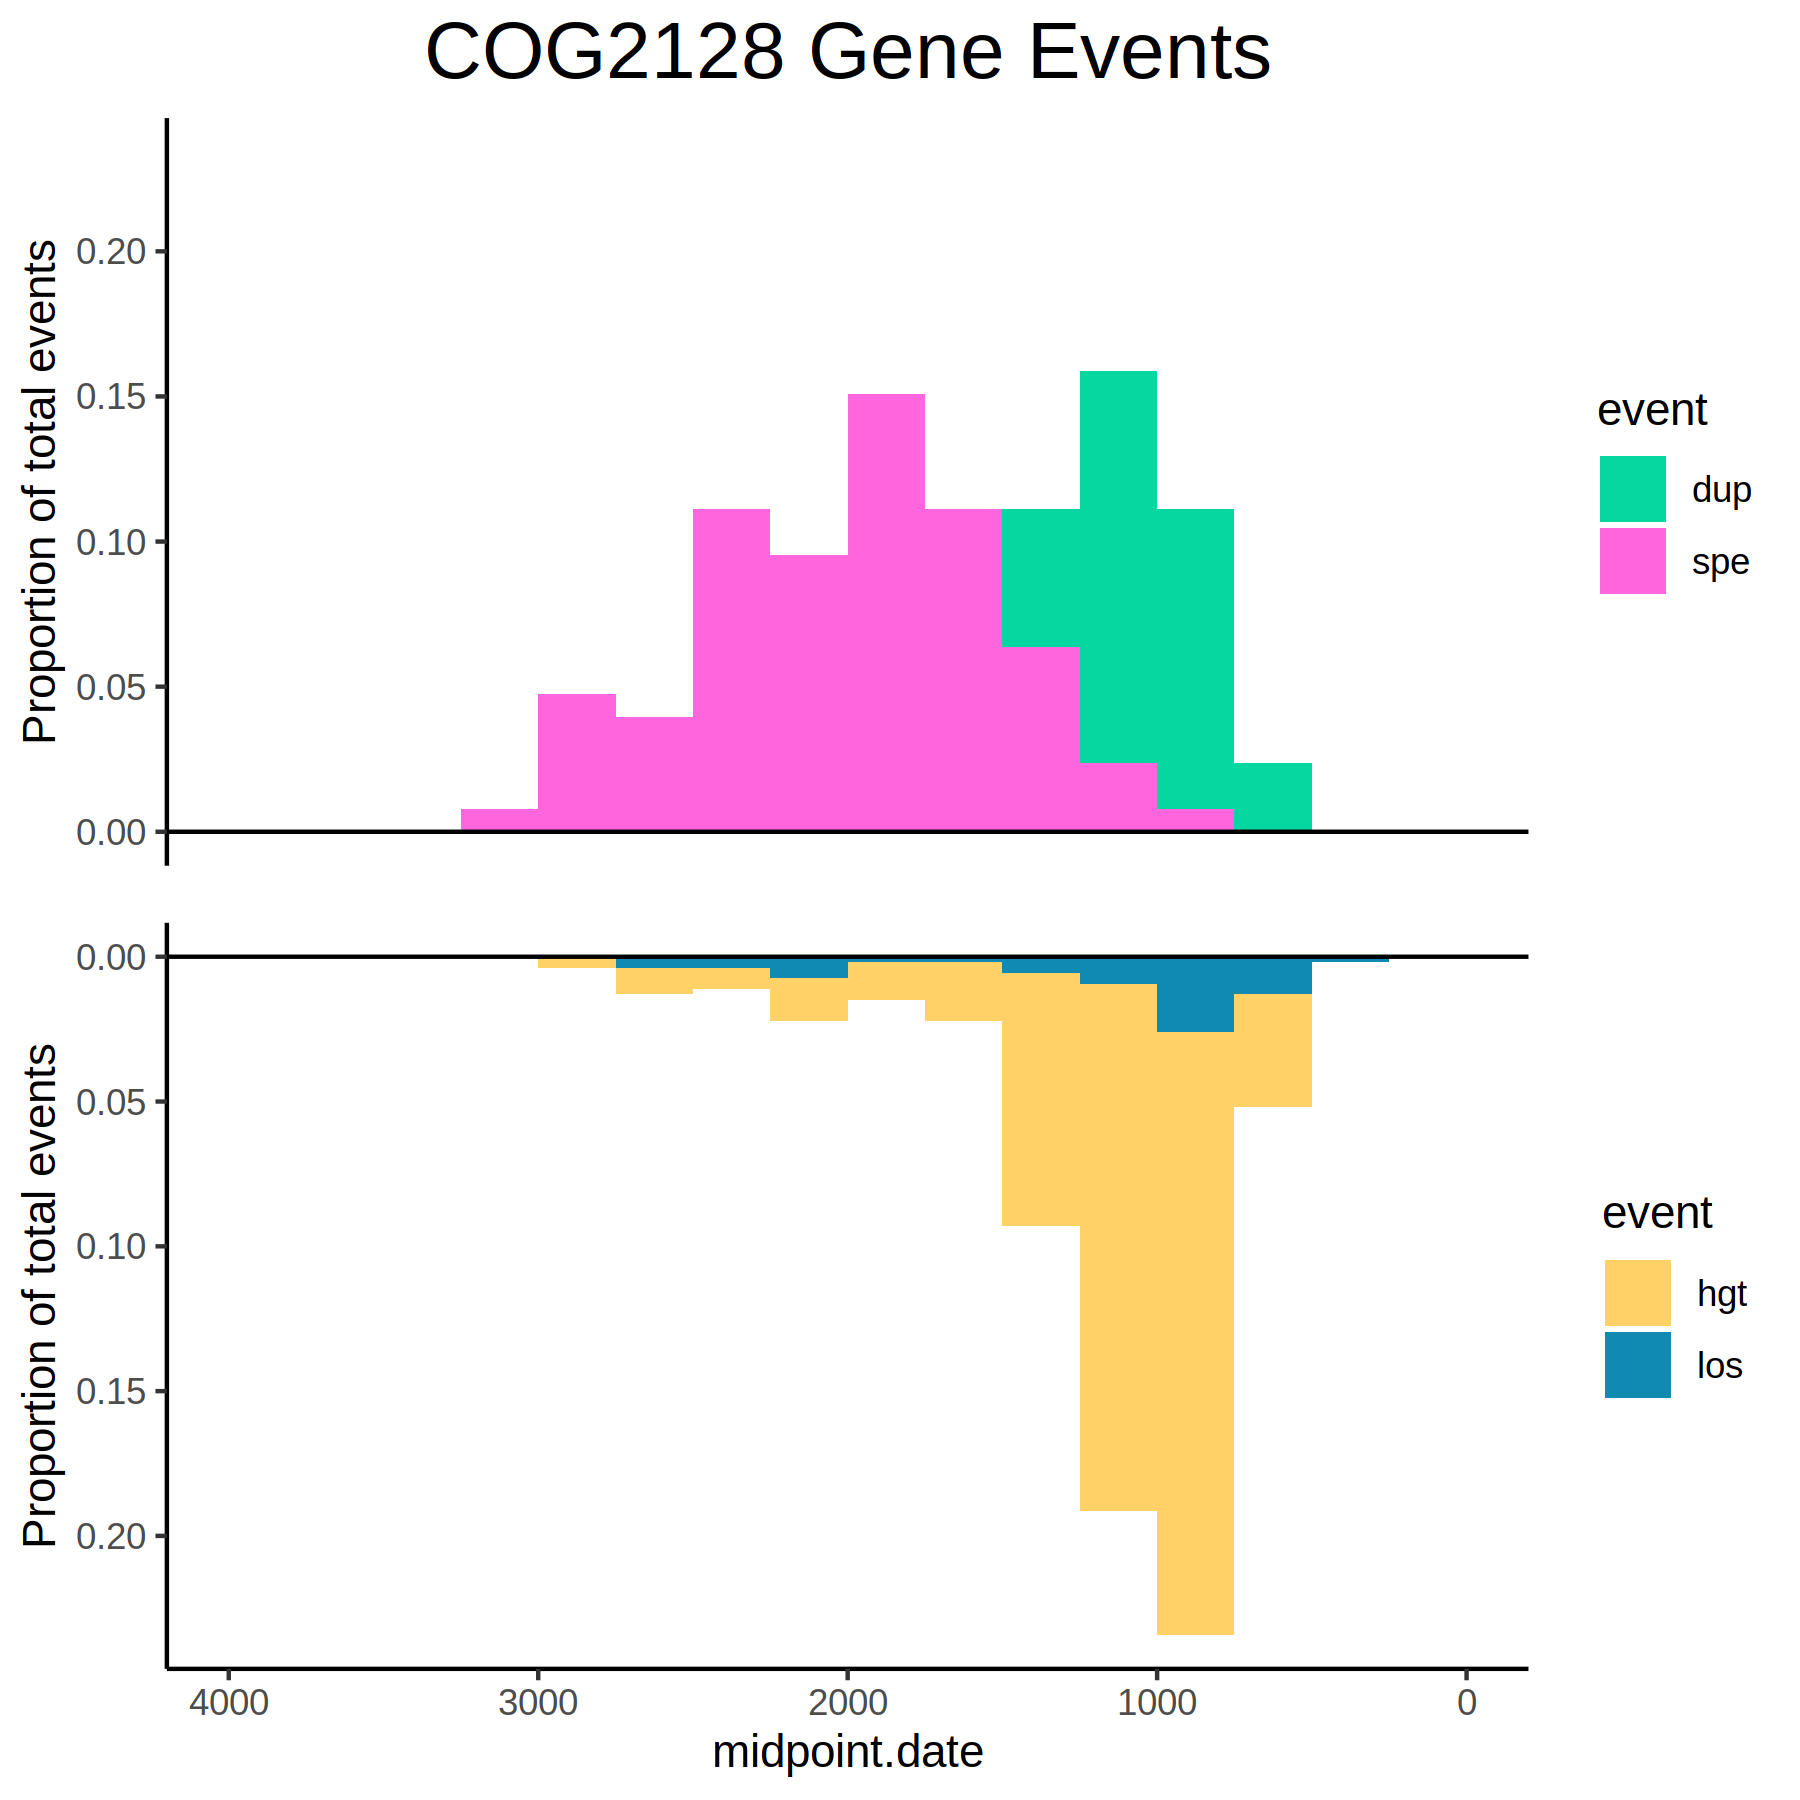 COG2128 Gene Events
Proportion of total events
0.20
0.15
0.10
0.05
0.00
event
dup
spe
Proportion of total events
0.00
0.05
0.10
0.15
0.20
event
hgt
los
4000 3000 2000 1000 0
midpoint.date